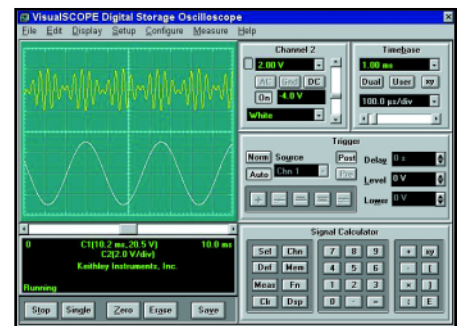 VisualSCOPE Digital Storage Oscilloscope
File Edit Display Setup Configure Measure Help
Channel 2
2.00 V
AC Gnd DC
On -4.0 V
White
Timebase
1.00 ms
Dual User xy
100.0 µs/div
Trigger
Norm Source Post Delay 0 s
Auto Chn 1 Pre Level 0 V
Lower 0 V
0 C1(10.2 ms,20.5 V) 10.0 ms
C2(2.0 V/div)
Keithley Instruments, Inc.
Running
Stop Single Zero Erase Save
Signal Calculator
Sel Chn 7 8 9 + xy
Def Mem 4 5 6 - (
Meas Fn 1 2 3 × )
Clr Dsp 0 . = : E